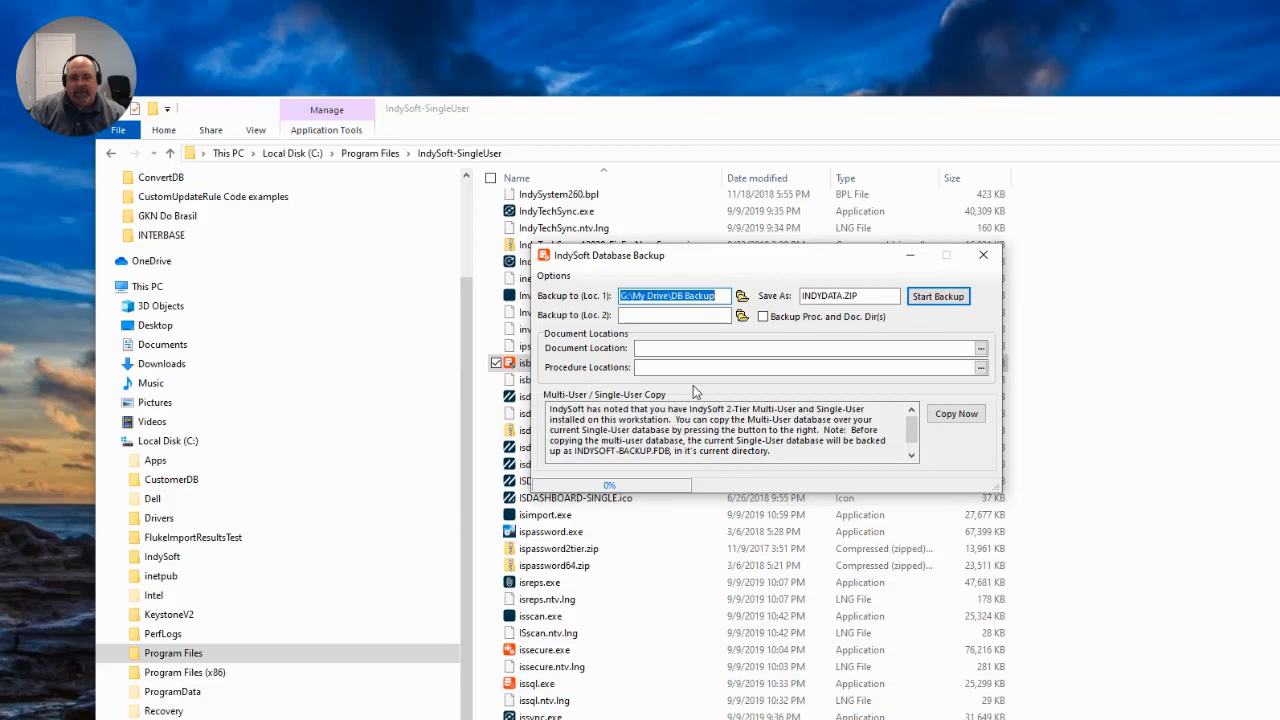 Manage
IndySoft-SingleUser
File
Home
Share
View
Application Tools
This PC
Local Disk (C:)
Program Files
IndySoft-SingleUser
ConvertDB
CustomUpdateRule Code examples
GKN Do Brasil
INTERBASE
OneDrive
This PC
3D Objects
Desktop
Documents
Downloads
Music
Pictures
Videos
Local Disk (C:)
Apps
CustomerDB
Dell
Drivers
FlukeImportResultsTest
IndySoft
inetpub
Intel
KeystoneV2
PerfLogs
Program Files
Program Files (x86)
ProgramData
Recovery
Name Date modified Type Size
IndySystem260.bpl 11/18/2018 5:55 PM BPL File 423 KB
IndyTechSync.exe 9/9/2019 9:35 PM Application 40,309 KB
IndyTechSync.ntv.lng 9/9/2019 9:34 PM LNG File 160 KB
IndySoft Database Backup
Options
Backup to (Loc. 1): G:\My Drive\DB Backup Save As: INDYDATA.ZIP Start Backup
Backup to (Loc. 2): Backup Proc. and Doc. Dir(s)
Document Locations
Document Location: ...
Procedure Locations: ...
Multi-User / Single-User Copy
IndySoft has noted that you have IndySoft 2-Tier Multi-User and Single-User
installed on this workstation. You can copy the Multi-User database over your
current Single-User database by pressing the button to the right. Note: Before
copying the multi-user database, the current Single-User database will be backed
up as INDYSOFT-BACKUP.FDB, in it's current directory.
Copy Now
0%
ISDASHBOARD-SINGLE.ico 6/26/2018 5:55 PM Icon 37 KB
isimport.exe 9/9/2019 10:59 PM Application 27,677 KB
ispassword.exe 3/6/2018 5:28 PM Application 67,399 KB
ispassword2tier.zip 11/9/2017 3:51 PM Compressed (zipped)... 13,961 KB
ispassword64.zip 3/6/2018 5:21 PM Compressed (zipped)... 23,511 KB
isreps.exe 9/9/2019 10:07 PM Application 47,681 KB
isreps.ntv.lng 9/9/2019 10:07 PM LNG File 178 KB
isscan.exe 9/9/2019 10:42 PM Application 25,324 KB
ISscan.ntv.lng 9/9/2019 10:42 PM LNG File 28 KB
issecure.exe 9/9/2019 10:04 PM Application 76,216 KB
issecure.ntv.lng 9/9/2019 10:04 PM LNG File 281 KB
issql.exe 9/9/2019 10:33 PM Application 25,299 KB
issql.ntv.lng 9/9/2019 10:32 PM LNG File 29 KB
issync.exe 9/9/2019 9:36 PM Application 31,649 KB